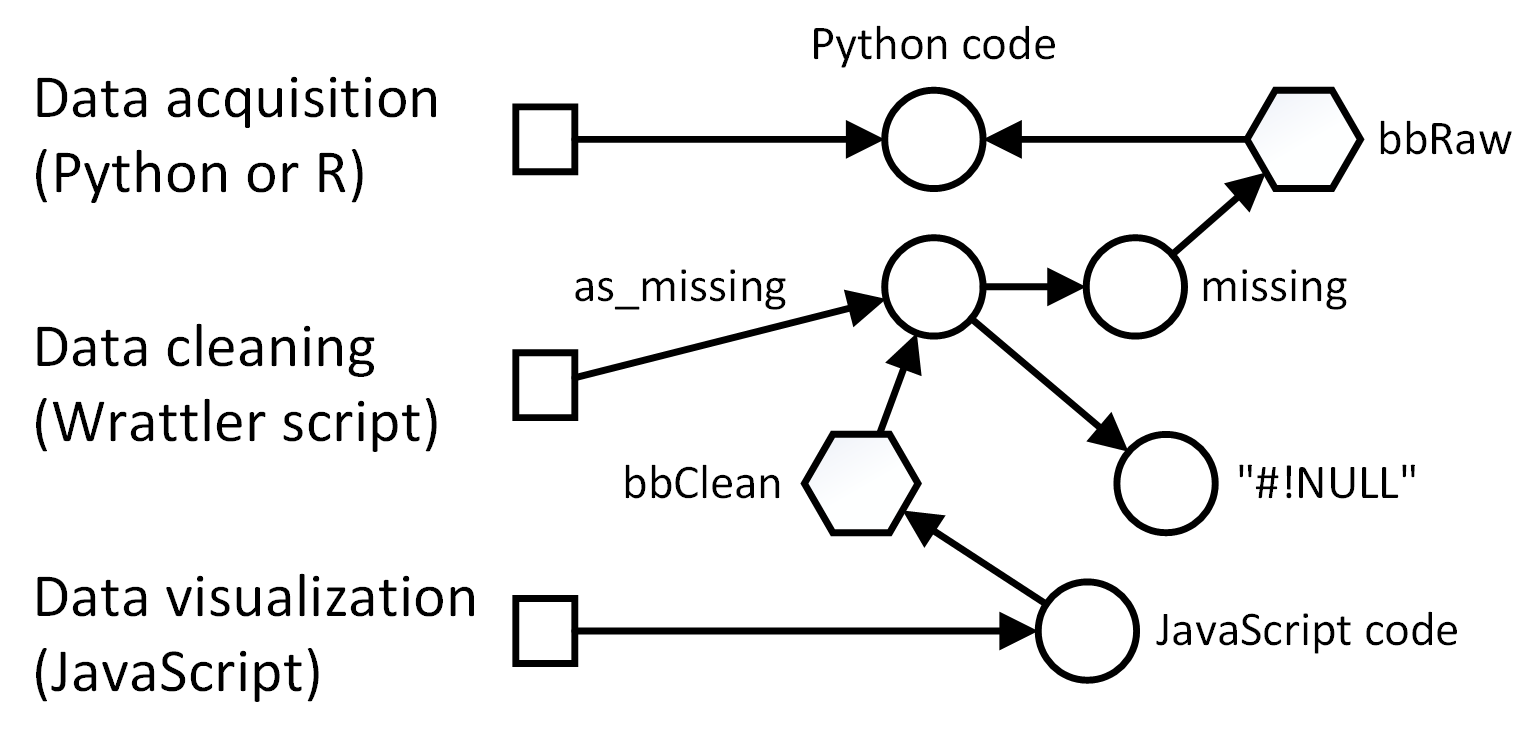 Python code
Data acquisition
(Python or R)
bbRaw
as_missing
missing
Data cleaning
(Wrattler script)
bbClean
"#!NULL"
Data visualization
(JavaScript)
JavaScript code